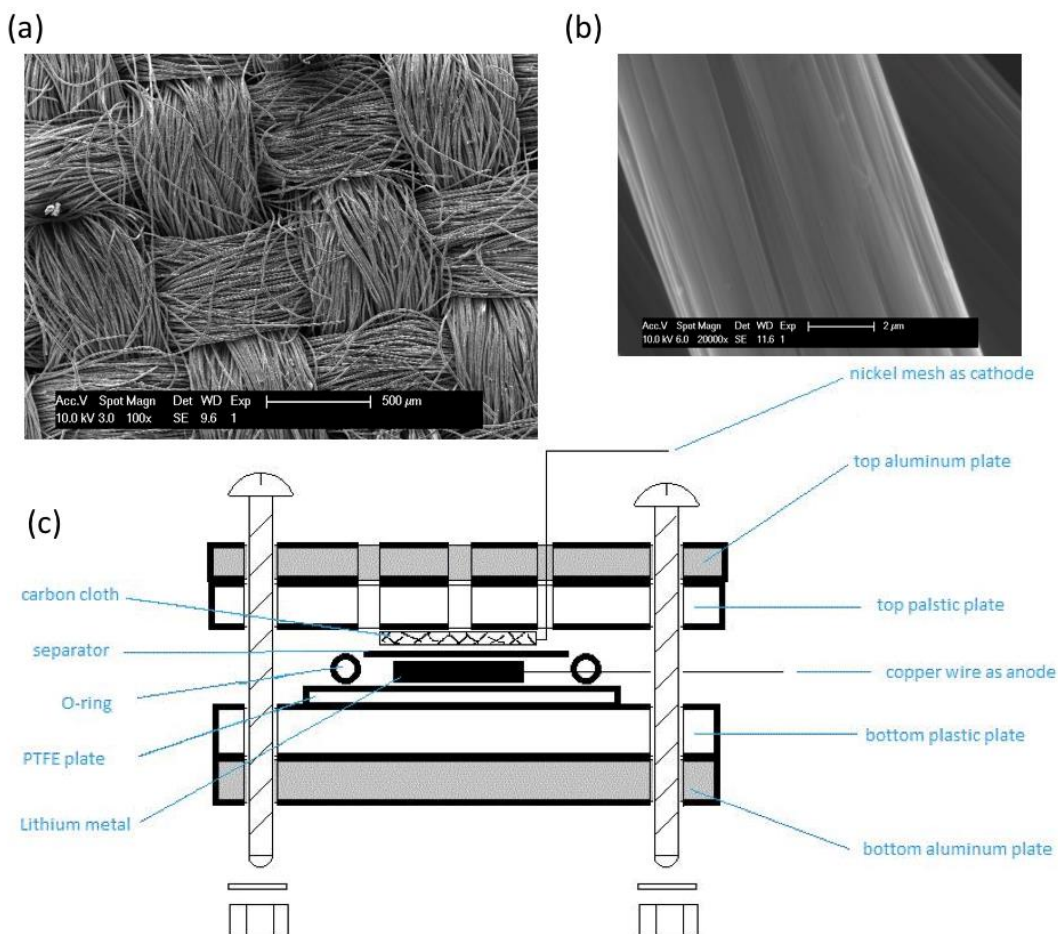 (a)
(b)
Acc.V Spot Magn Det WD Exp 500 µm
10.0 kV 3.0 100x SE 9.6 1
Acc.V Spot Magn Det WD Exp 2 µm
10.0 kV 6.0 20000x SE 11.6 1
nickel mesh as cathode
top aluminum plate
(c)
carbon cloth
top palstic plate
separator
copper wire as anode
O-ring
bottom plastic plate
PTFE plate
Lithium metal
bottom aluminum plate